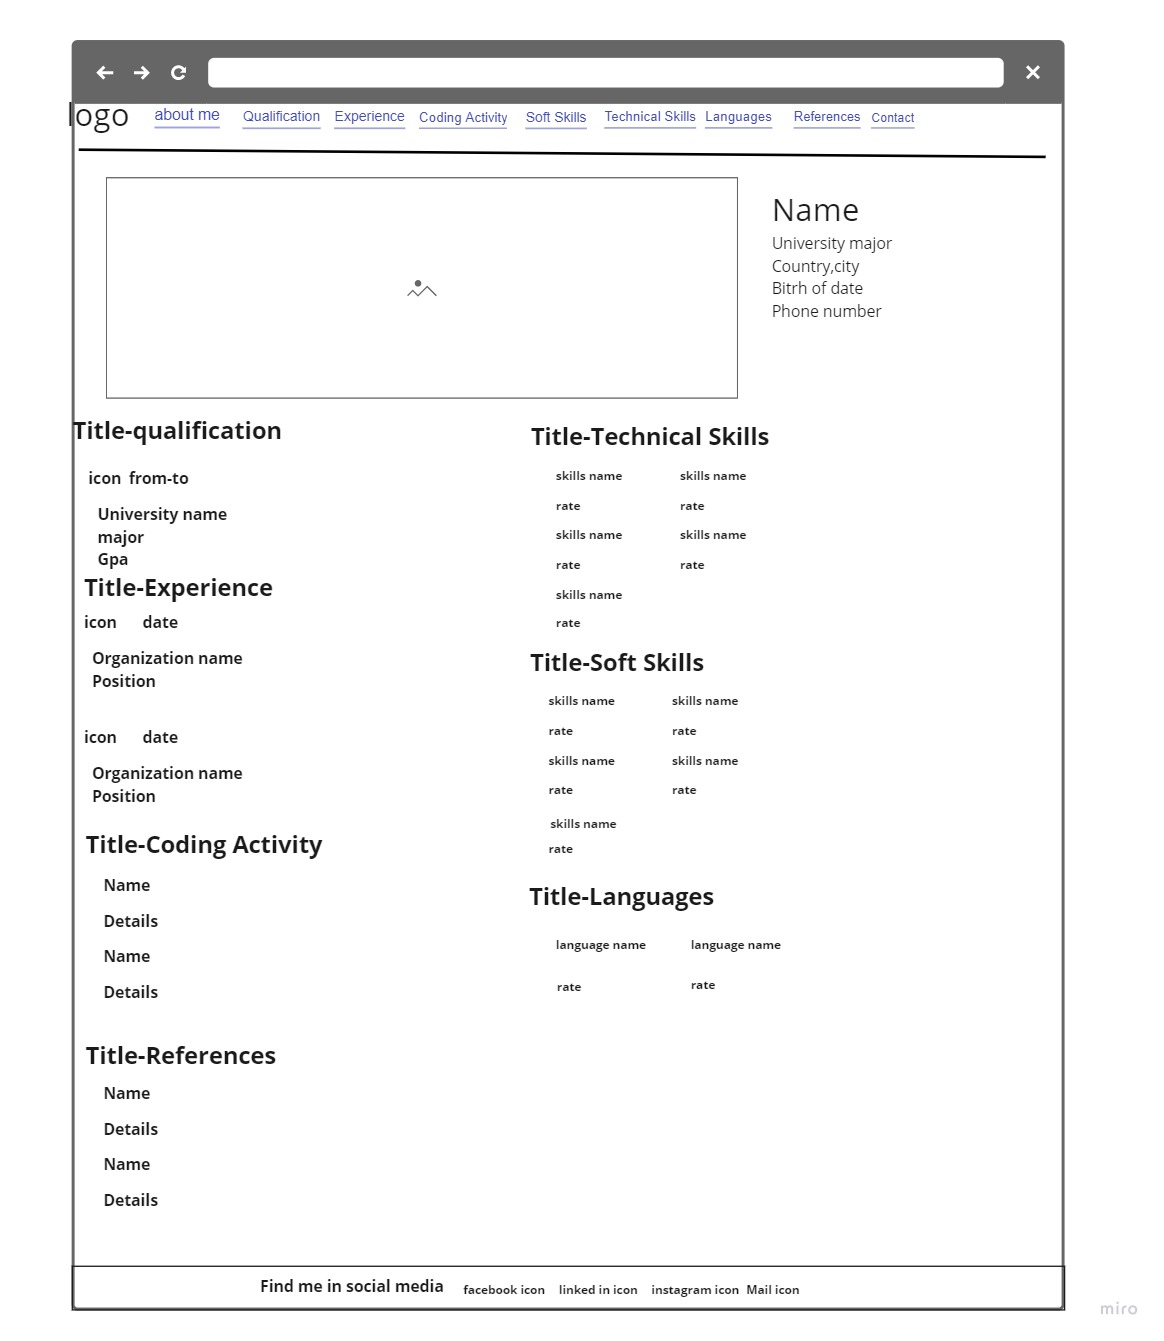 logo about me Qualification Experience Coding Activity Soft Skills Technical Skills Languages References Contact
Name
University major
Country,city
Bitrh of date
Phone number
Title-qualification
icon from-to
University name
major
Gpa
Title-Experience
icon date
Organization name
Position
icon date
Organization name
Position
Title-Coding Activity
Name
Details
Name
Details
Title-References
Name
Details
Name
Details
Title-Technical Skills
skills name skills name
rate rate
skills name skills name
rate rate
skills name
rate
Title-Soft Skills
skills name skills name
rate rate
skills name skills name
rate rate
skills name
rate
Title-Languages
language name language name
rate rate
Find me in social media facebook icon linked in icon instagram icon Mail icon
miro